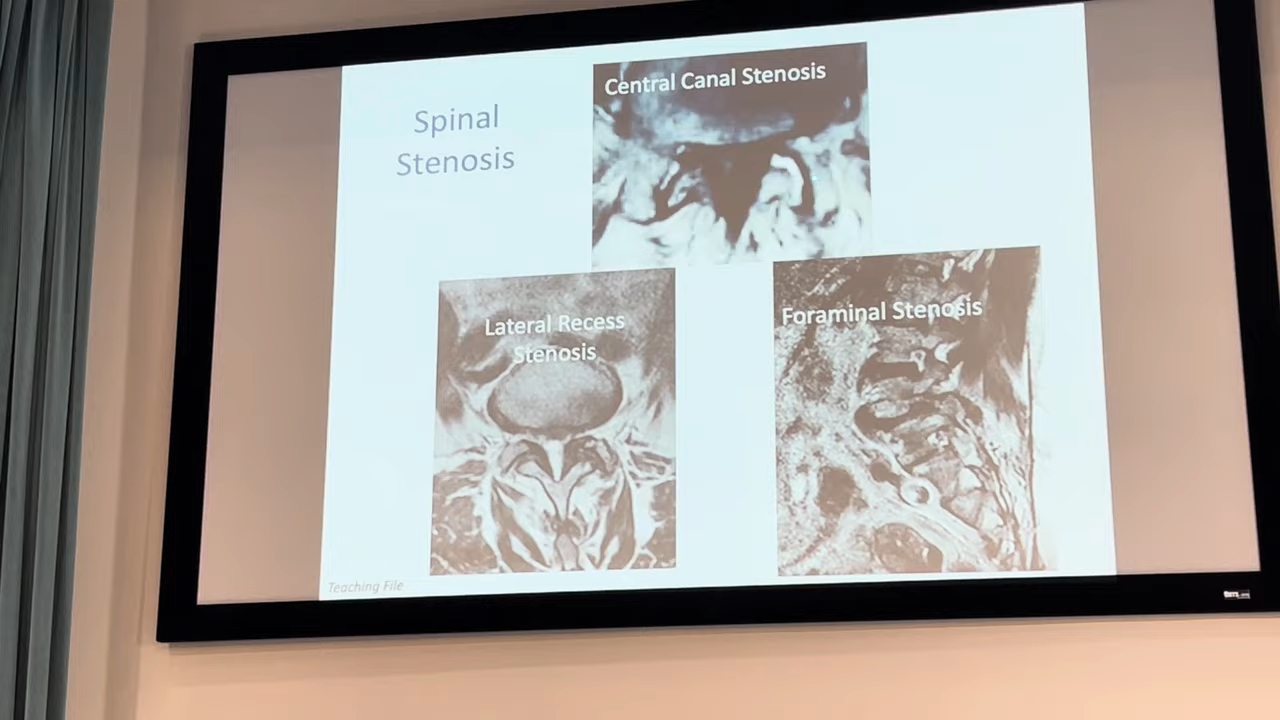 Spinal
Stenosis
Central Canal Stenosis
Lateral Recess
Stenosis
Foraminal Stenosis
Teaching File